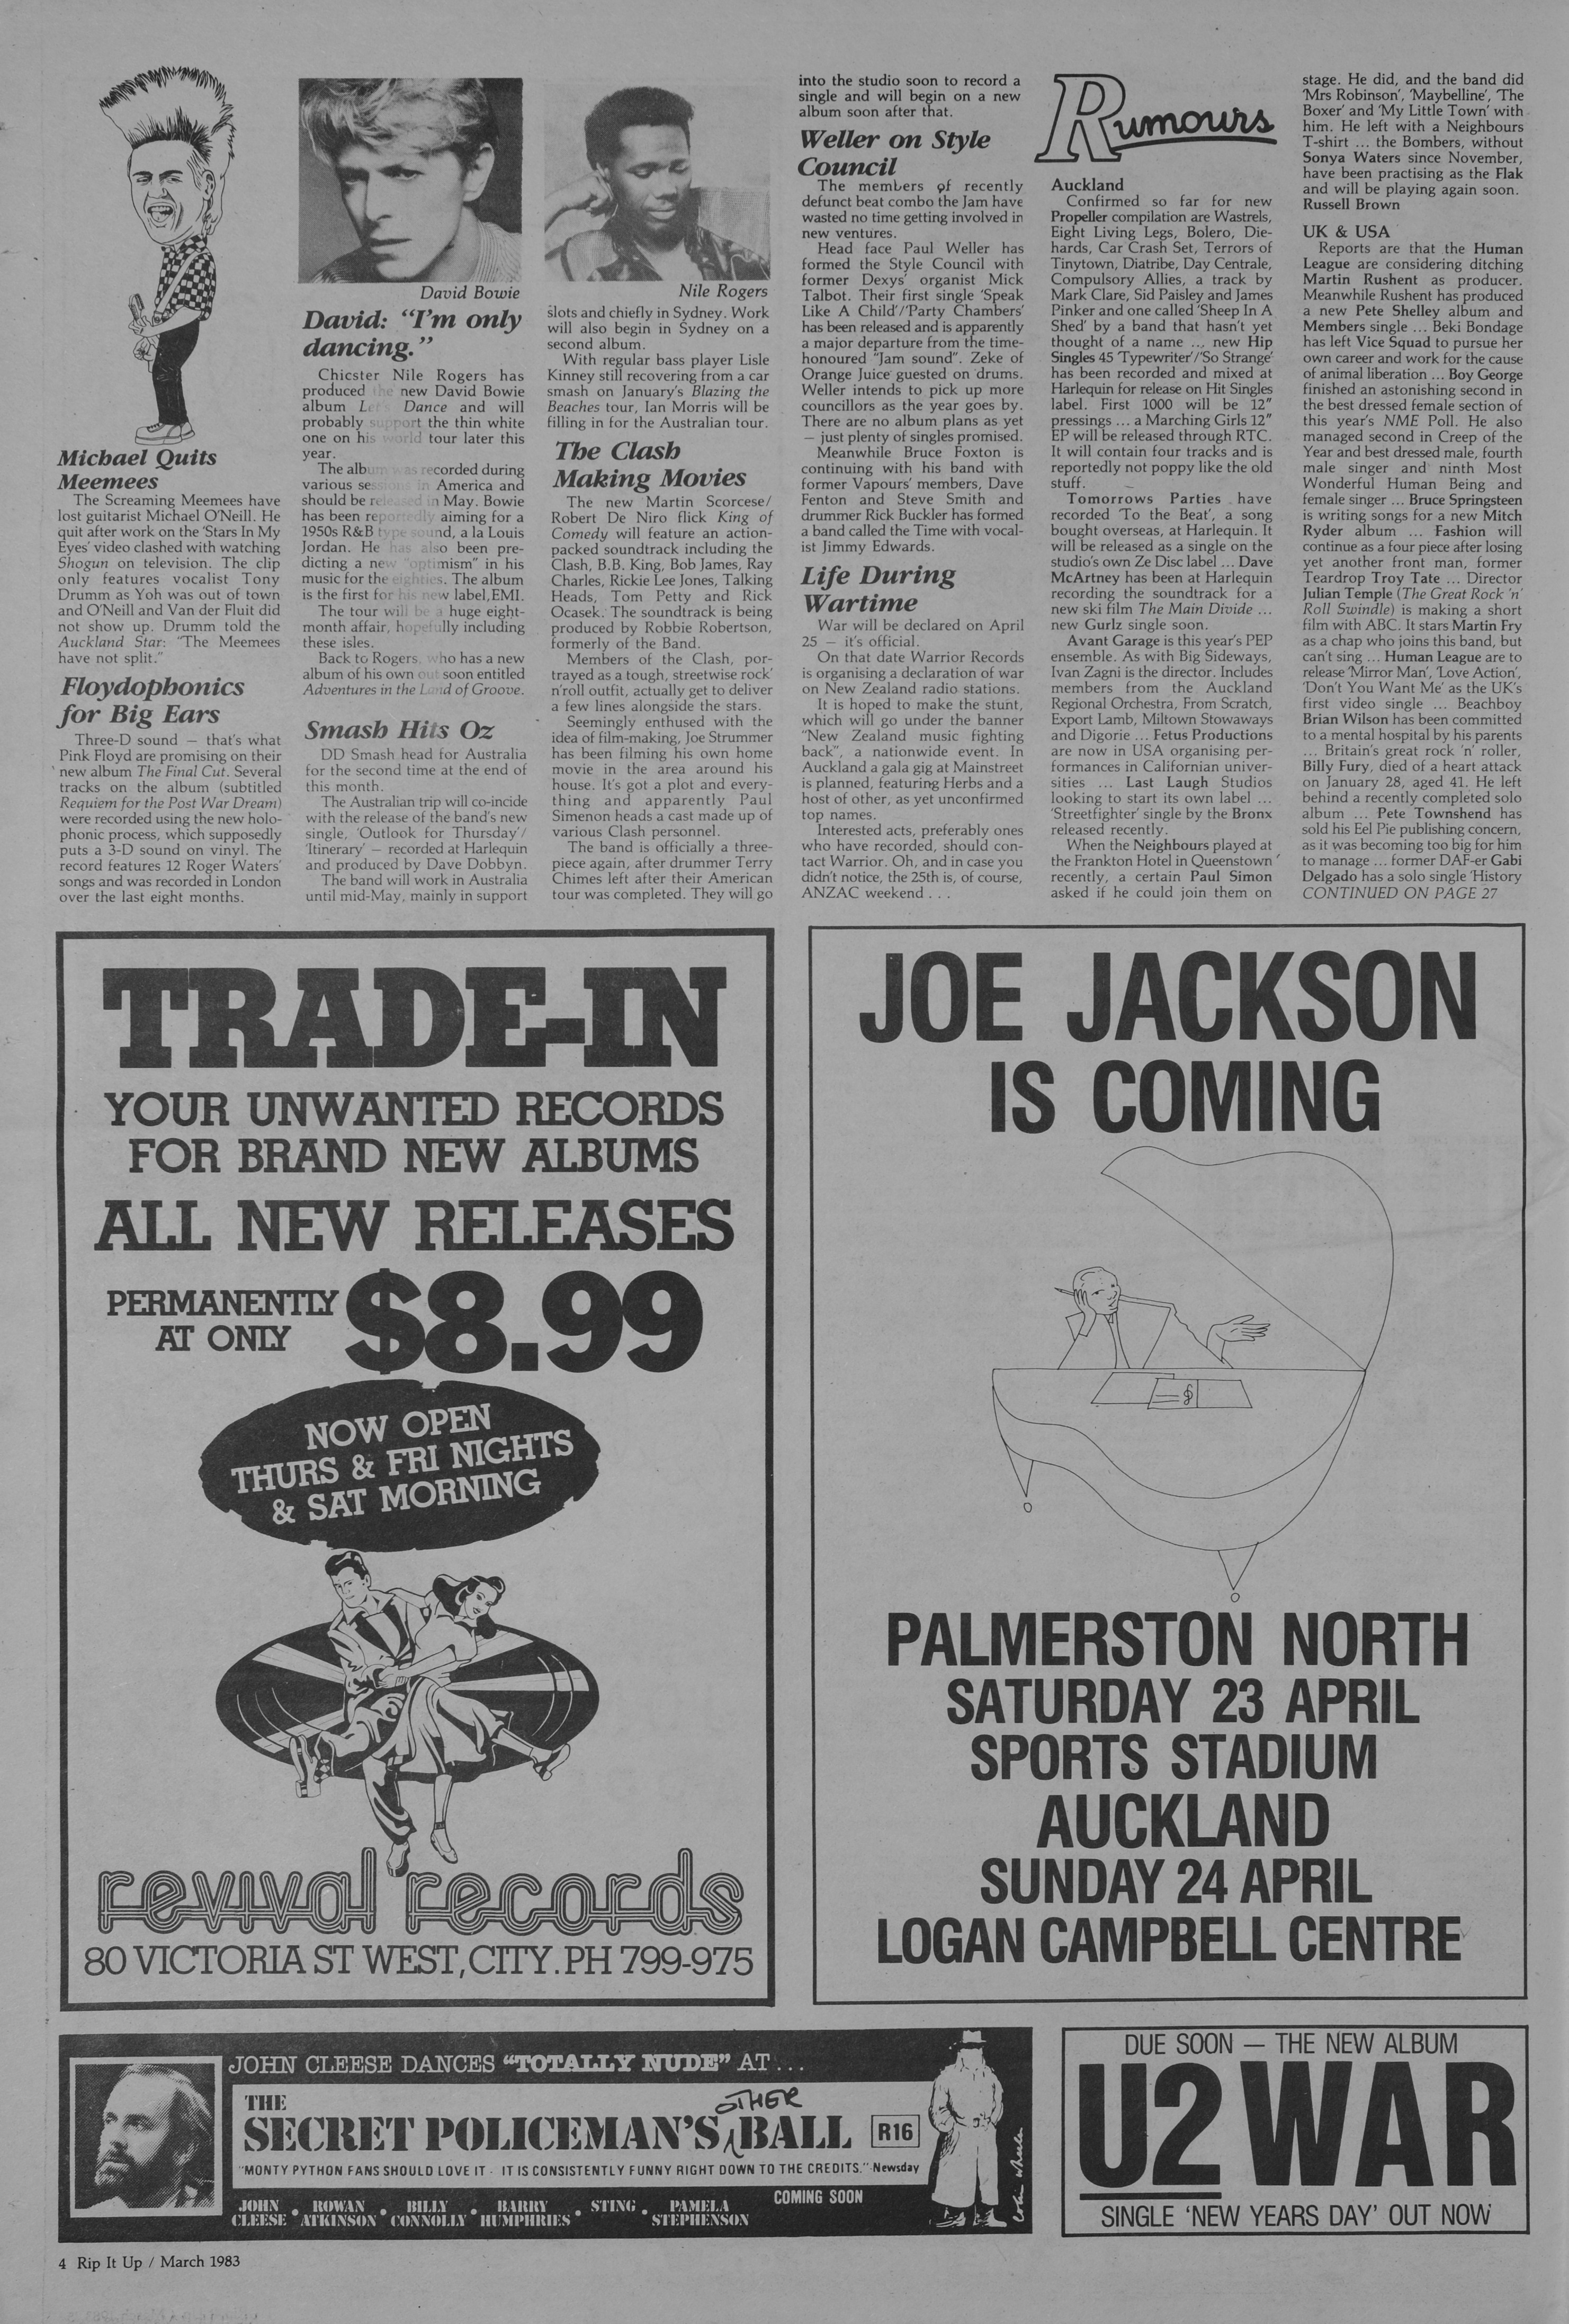 Michael Quits
Meemees
The Screaming Meemees have
lost guitarist Michael O'Neill. He
quit after work on the 'Stars In My
Eyes' video clashed with watching
Shogun on television. The clip
only features vocalist Tony
Drumm as Yoh was out of town
and O'Neill and Van der Fluit did
not show up. Drumm told the
Auckland Star: "The Meemees
have not split."
Floydophonics
for Big Ears
Three-D sound — that's what
Pink Floyd are promising on their
new album The Final Cut. Several
tracks on the album (subtitled
Requiem for the Post War Dream)
were recorded using the new holo-
phonic process, which supposedly
puts a 3-D sound on vinyl. The
record features 12 Roger Waters'
songs and was recorded in London
over the last eight months.
David Bowie
David: "I'm only
dancing."
Chicster Nile Rogers has
produced the new David Bowie
album Let's Dance and will
probably support the thin white
one on his world tour later this
year.
The album was recorded during
various sessions in America and
should be released in May. Bowie
has been reportedly aiming for a
1950s R&B type sound, a la Louis
Jordan. He has also been pre-
dicting a new "optimism" in his
music for the eighties. The album
is the first for his new label, EMI.
The tour will be a huge eight-
month affair, hopefully including
these isles.
Back to Rogers, who has a new
album of his own out soon entitled
Adventures in the Land of Groove.
Smash Hits Oz
DD Smash head for Australia
for the second time at the end of
this month.
The Australian trip will co-incide
with the release of the band's new
single, 'Outlook for Thursday'/
'Itinerary' — recorded at Harlequin
and produced by Dave Dobbyn.
The band will work in Australia
until mid-May, mainly in support
Nile Rogers
slots and chiefly in Sydney. Work
will also begin in Sydney on a
second album.
With regular bass player Lisle
Kinney still recovering from a car
smash on January's Blazing the
Beaches tour, Ian Morris will be
filling in for the Australian tour.
The Clash
Making Movies
The new Martin Scorcese/
Robert De Niro flick King of
Comedy will feature an action-
packed soundtrack including the
Clash, B.B. King, Bob James, Ray
Charles, Rickie Lee Jones, Talking
Heads, Tom Petty and Rick
Ocasek. The soundtrack is being
produced by Robbie Robertson,
formerly of the Band.
Members of the Clash, por-
trayed as a tough, streetwise rock'
n'roll outfit, actually get to deliver
a few lines alongside the stars.
Seemingly enthused with the
idea of film-making, Joe Strummer
has been filming his own home
movie in the area around his
house. It's got a plot and every-
thing and apparently Paul
Simenon heads a cast made up of
various Clash personnel.
The band is officially a three-
piece again, after drummer Terry
Chimes left after their American
tour was completed. They will go
into the studio soon to record a
single and will begin on a new
album soon after that.
Weller on Style
Council
The members of recently
defunct beat combo the Jam have
wasted no time getting involved in
new ventures.
Head face Paul Weller has
formed the Style Council with
former Dexys' organist Mick
Talbot. Their first single 'Speak
Like A Child'/'Party Chambers'
has been released and is apparently
a major departure from the time-
honoured "Jam sound". Zeke of
Orange Juice guested on drums.
Weller intends to pick up more
councillors as the year goes by.
There are no album plans as yet
— just plenty of singles promised.
Meanwhile Bruce Foxton is
continuing with his band with
former Vapours' members, Dave
Fenton and Steve Smith and
drummer Rick Buckler has formed
a band called the Time with vocal-
ist Jimmy Edwards.
Life During
Wartime
War will be declared on April
25 — it's official.
On that date Warrior Records
is organising a declaration of war
on New Zealand radio stations.
It is hoped to make the stunt,
which will go under the banner
"New Zealand music fighting
back", a nationwide event. In
Auckland a gala gig at Mainstreet
is planned, featuring Herbs and a
host of other, as yet unconfirmed
top names.
Interested acts, preferably ones
who have recorded, should con-
tact Warrior. Oh, and in case you
didn't notice, the 25th is, of course,
ANZAC weekend . . .
Rumours
Auckland
Confirmed so far for new
Propeller compilation are Wastrels,
Eight Living Legs, Bolero, Die-
hards, Car Crash Set, Terrors of
Tinytown, Diatribe, Day Centrale,
Compulsory Allies, a track by
Mark Clare, Sid Paisley and James
Pinker and one called 'Sheep In A
Shed' by a band that hasn't yet
thought of a name ... new Hip
Singles 45 'Typewriter'/'So Strange'
has been recorded and mixed at
Harlequin for release on Hit Singles
label. First 1000 will be 12"
pressings ... a Marching Girls 12"
EP will be released through RTC.
It will contain four tracks and is
reportedly not poppy like the old
stuff.
Tomorrows Parties have
recorded 'To the Beat', a song
bought overseas, at Harlequin. It
will be released as a single on the
studio's own Ze Disc label ... Dave
McArtney has been at Harlequin
recording the soundtrack for a
new ski film The Main Divide ...
new Gurlz single soon.
Avant Garage is this year's PEP
ensemble. As with Big Sideways,
Ivan Zagni is the director. Includes
members from the Auckland
Regional Orchestra, From Scratch,
Export Lamb, Miltown Stowaways
and Digorie ... Fetus Productions
are now in USA organising per-
formances in Californian univer-
sities ... Last Laugh Studios
looking to start its own label ...
'Streetfighter' single by the Bronx
released recently.
When the Neighbours played at
the Frankton Hotel in Queenstown
recently, a certain Paul Simon
asked if he could join them on
stage. He did, and the band did
'Mrs Robinson', 'Maybelline', 'The
Boxer' and 'My Little Town' with
him. He left with a Neighbours
T-shirt ... the Bombers, without
Sonya Waters since November,
have been practising as the Flak
and will be playing again soon.
Russell Brown
UK & USA
Reports are that the Human
League are considering ditching
Martin Rushent as producer.
Meanwhile Rushent has produced
a new Pete Shelley album and
Members single ... Beki Bondage
has left Vice Squad to pursue her
own career and work for the cause
of animal liberation ... Boy George
finished an astonishing second in
the best dressed female section of
this year's NME Poll. He also
managed second in Creep of the
Year and best dressed male, fourth
male singer and ninth Most
Wonderful Human Being and
female singer ... Bruce Springsteen
is writing songs for a new Mitch
Ryder album ... Fashion will
continue as a four piece after losing
yet another front man, former
Teardrop Troy Tate ... Director
Julian Temple (The Great Rock 'n'
Roll Swindle) is making a short
film with ABC. It stars Martin Fry
as a chap who joins this band, but
can't sing ... Human League are to
release 'Mirror Man', 'Love Action',
'Don't You Want Me' as the UK's
first video single ... Beachboy
Brian Wilson has been committed
to a mental hospital by his parents
... Britain's great rock 'n' roller,
Billy Fury, died of a heart attack
on January 28, aged 41. He left
behind a recently completed solo
album ... Pete Townshend has
sold his Eel Pie publishing concern,
as it was becoming too big for him
to manage ... former DAF-er Gabi
Delgado has a solo single 'History
CONTINUED ON PAGE 27
TRADE-IN
YOUR UNWANTED RECORDS
FOR BRAND NEW ALBUMS
ALL NEW RELEASES
PERMANENTLY
AT ONLY
$8.99
NOW OPEN
THURS & FRI NIGHTS
& SAT MORNING
revival records
80 VICTORIA ST WEST, CITY. PH 799-975
JOE JACKSON
IS COMING
PALMERSTON NORTH
SATURDAY 23 APRIL
SPORTS STADIUM
AUCKLAND
SUNDAY 24 APRIL
LOGAN CAMPBELL CENTRE
JOHN CLEESE DANCES "TOTALLY NUDE" AT ...
THE
SECRET POLICEMAN'S OTHER BALL R16
"MONTY PYTHON FANS SHOULD LOVE IT · IT IS CONSISTENTLY FUNNY RIGHT DOWN TO THE CREDITS." Newsday
JOHN CLEESE • ROWAN ATKINSON • BILLY CONNOLLY • BARRY HUMPHRIES • STING • PAMELA STEPHENSON
COMING SOON
Colin Wheeler
DUE SOON — THE NEW ALBUM
U2 WAR
SINGLE 'NEW YEARS DAY' OUT NOW
4 Rip It Up / March 1983